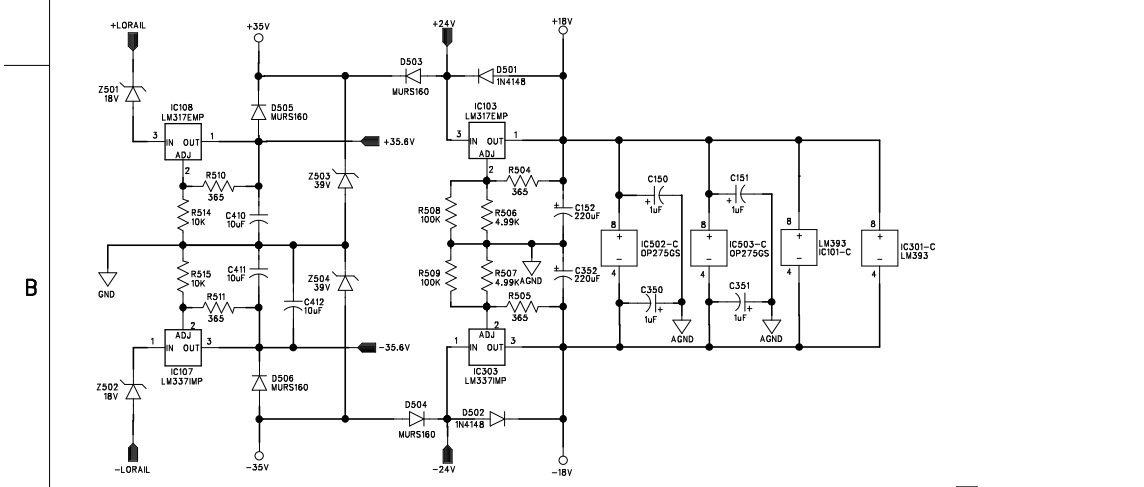 +LORAIL
+35V
+24V
+18V
Z501
18V
D503
MURS160
D501
1N4148
IC108
LM317EMP
D505
MURS160
IC103
LM317EMP
3
IN OUT
1
ADJ
2
+35.6V
3
IN OUT
1
ADJ
2
R510
365
Z503
39V
R504
365
C150
1uF
C151
1uF
R514
10K
C410
10uF
R508
100K
R506
4.99K
C152
220uF
8
+
–
4
IC502-C
OP275GS
8
+
–
4
IC503-C
OP275GS
8
+
–
4
LM393
IC101-C
8
+
–
4
IC301-C
LM393
GND
R515
10K
C411
10uF
Z504
39V
R509
100K
R507
4.99K
AGND
C352
220uF
B
R511
365
C412
10uF
R505
365
C350
1uF
C351
1uF
AGND
AGND
2
ADJ
1
IN OUT
3
-35.6V
2
ADJ
1
IN OUT
3
IC107
LM337IMP
IC303
LM337IMP
Z502
18V
D506
MURS160
D504
MURS160
D502
1N4148
-LORAIL
-35V
-24V
-18V